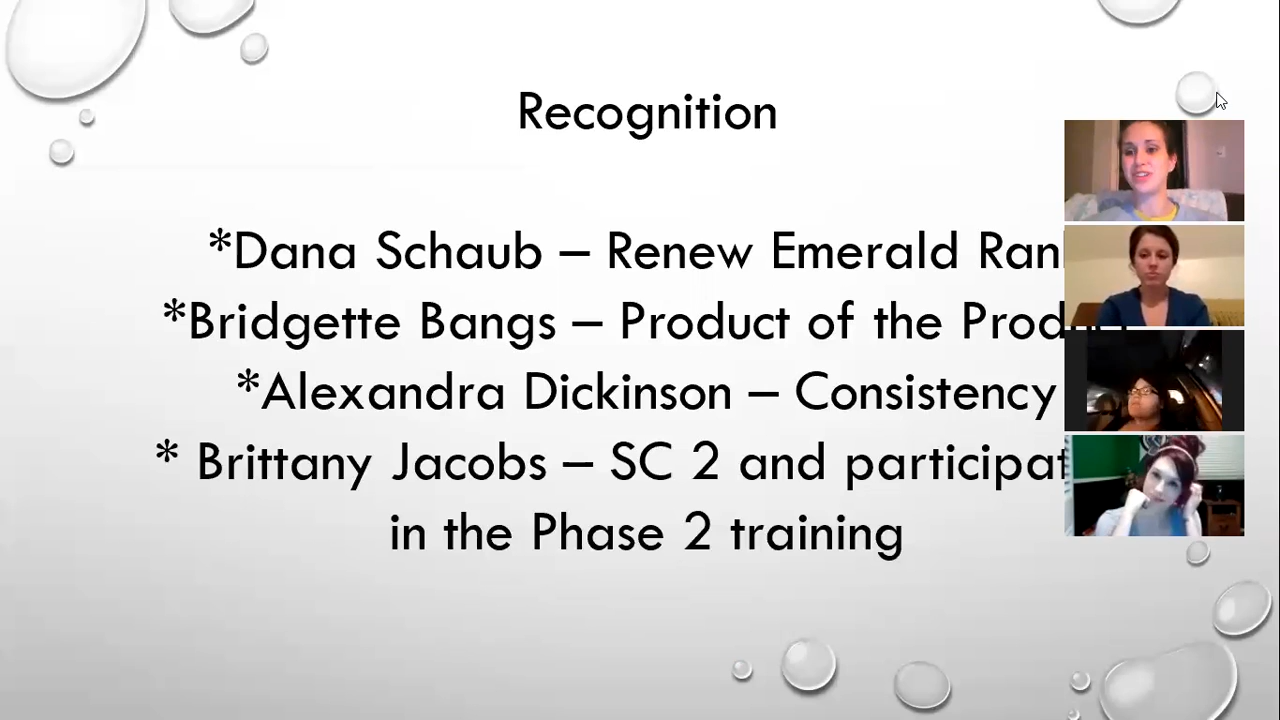 Recognition
*Dana Schaub – Renew Emerald
*Bridgette Bangs – Product of the
*Alexandra Dickinson – Consistency
* Brittany Jacobs – SC 2 and
in the Phase 2 training